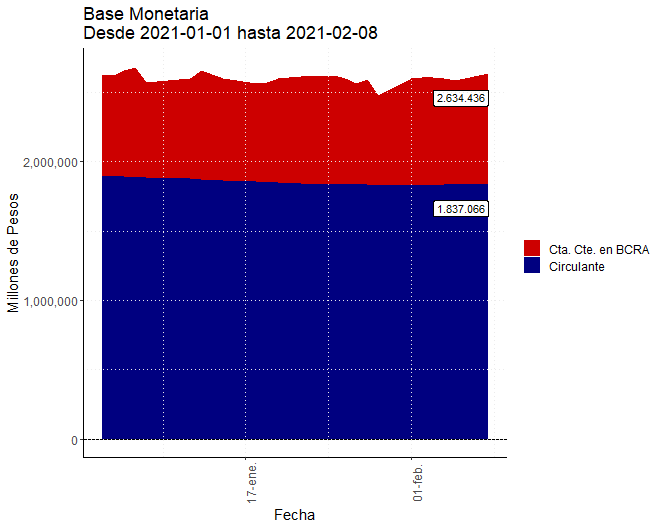 Base Monetaria
Desde 2021-01-01 hasta 2021-02-08
Millones de Pesos
2,000,000
1,000,000
0
2.634.436
1.837.066
Cta. Cte. en BCRA
Circulante
17-ene.
01-feb.
Fecha